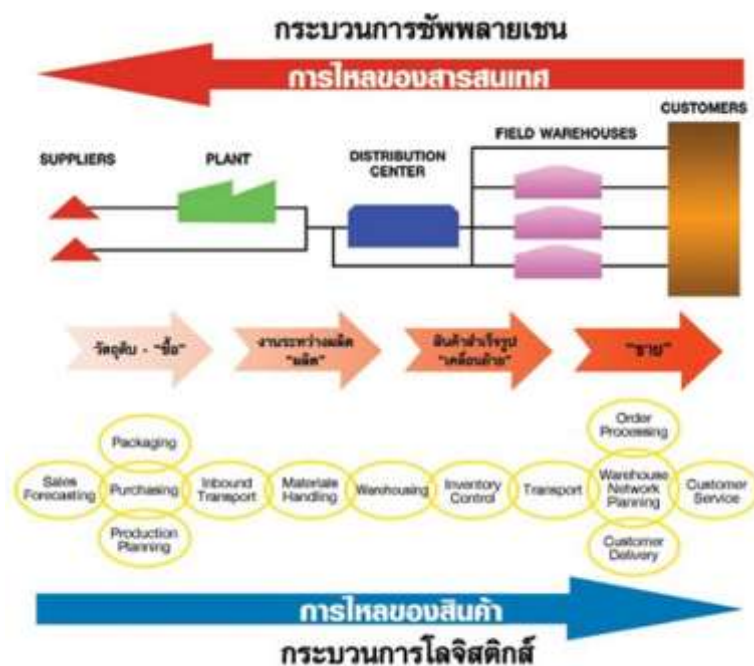 กระบวนการซัพพลายเชน
การไหลของสารสนเทศ
CUSTOMERS
FIELD WAREHOUSES
SUPPLIERS
PLANT
DISTRIBUTION
CENTER
วัตถุดิบ - "ซื้อ"
งานระหว่างผลิต
"ผลิต"
สินค้าสำเร็จรูป
"เคลื่อนย้าย"
"ขาย"
Packaging
Order
Processing
Sales
Forecasting
Purchasing
Inbound
Transport
Materials
Handling
Warehousing
Inventory
Control
Transport
Warehouse
Network
Planning
Customer
Service
Production
Planning
Customer
Delivery
การไหลของสินค้า
กระบวนการโลจิสติกส์